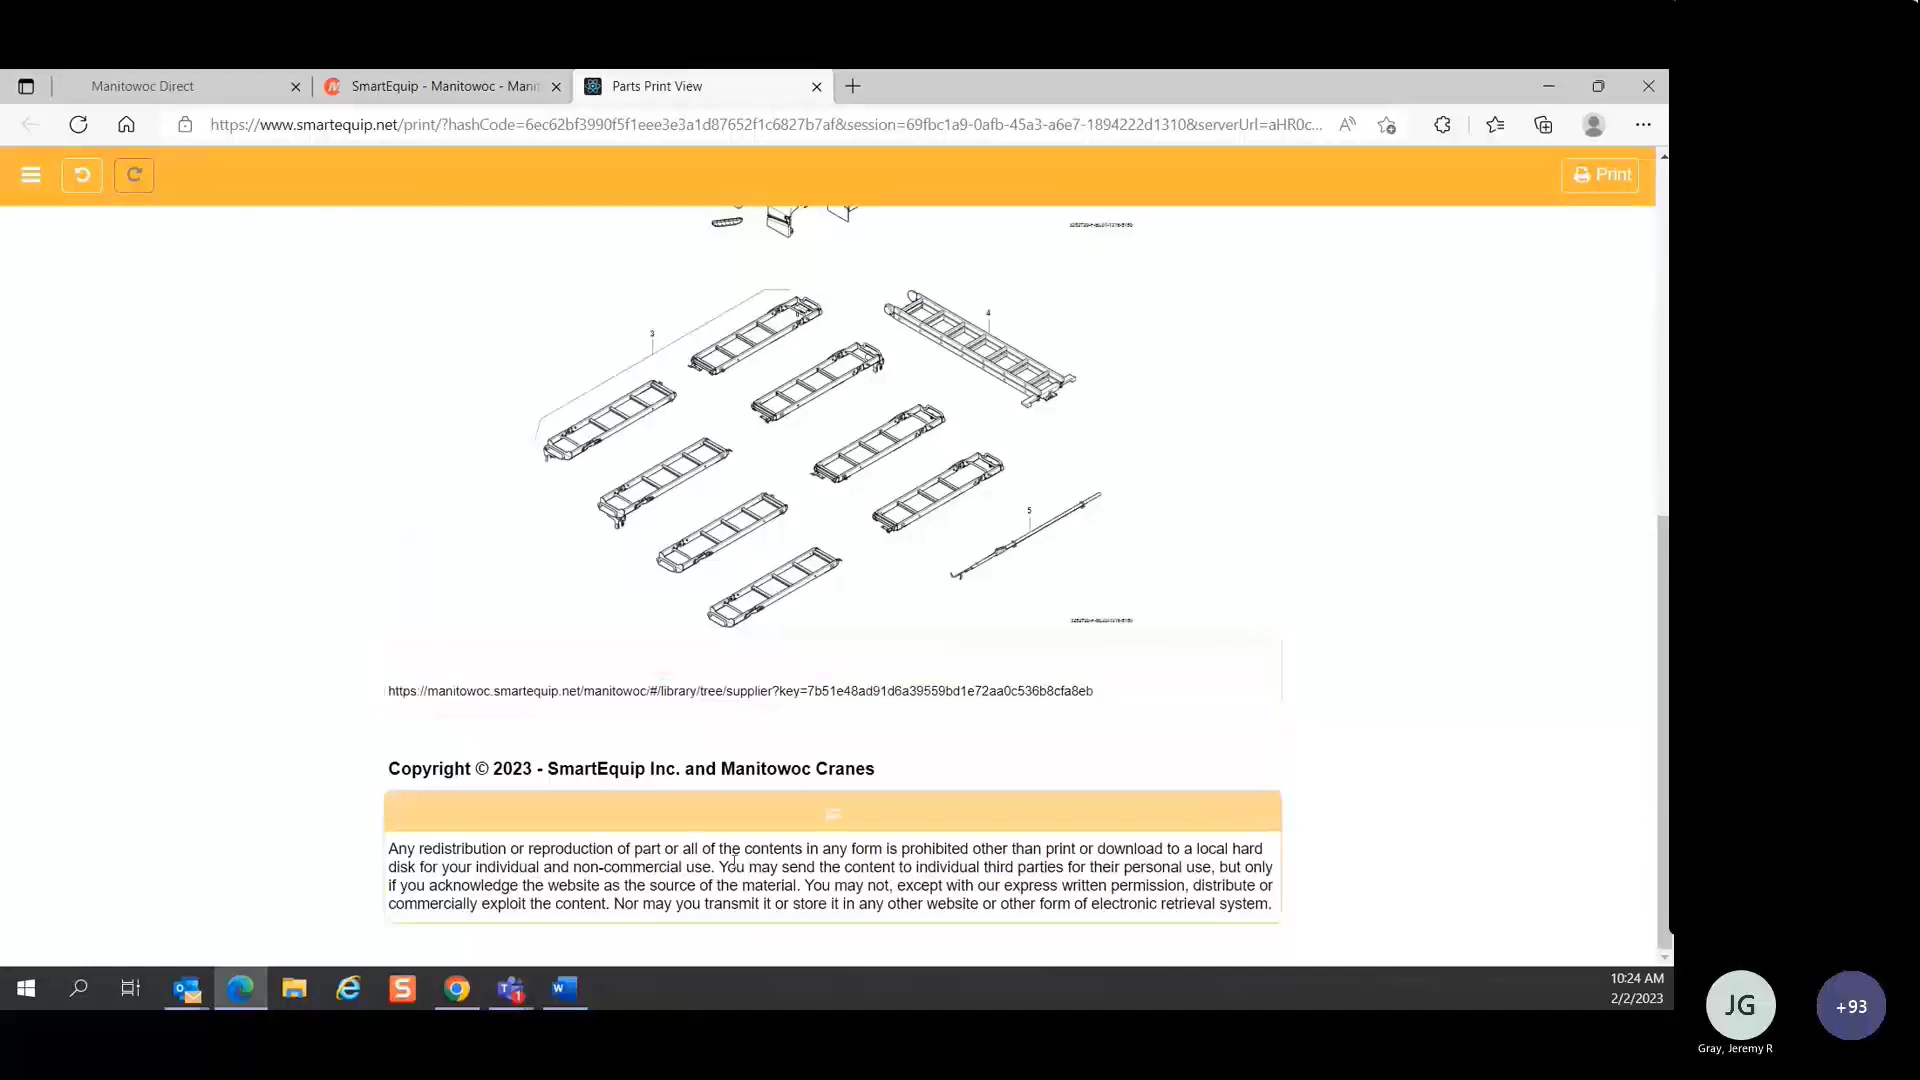 Manitowoc Direct
SmartEquip - Manitowoc - Mani
Parts Print View
https://www.smartequip.net/print/?hashCode=6ec62bf3990f5f1eee3e3a1d87652f1c6827b7af&session=69fbc1a9-0afb-45a3-a6e7-1894222d1310&serverUrl=aHR0c...
Print
3
4
5
https://manitowoc.smartequip.net/manitowoc/#/library/tree/supplier?key=7b51e48ad91d6a39559bd1e72aa0c536b8cfa8eb
Copyright © 2023 - SmartEquip Inc. and Manitowoc Cranes
Any redistribution or reproduction of part or all of the contents in any form is prohibited other than print or download to a local hard
disk for your individual and non-commercial use. You may send the content to individual third parties for their personal use, but only
if you acknowledge the website as the source of the material. You may not, except with our express written permission, distribute or
commercially exploit the content. Nor may you transmit it or store it in any other website or other form of electronic retrieval system.
10:24 AM
2/2/2023
JG
+93
Gray, Jeremy R